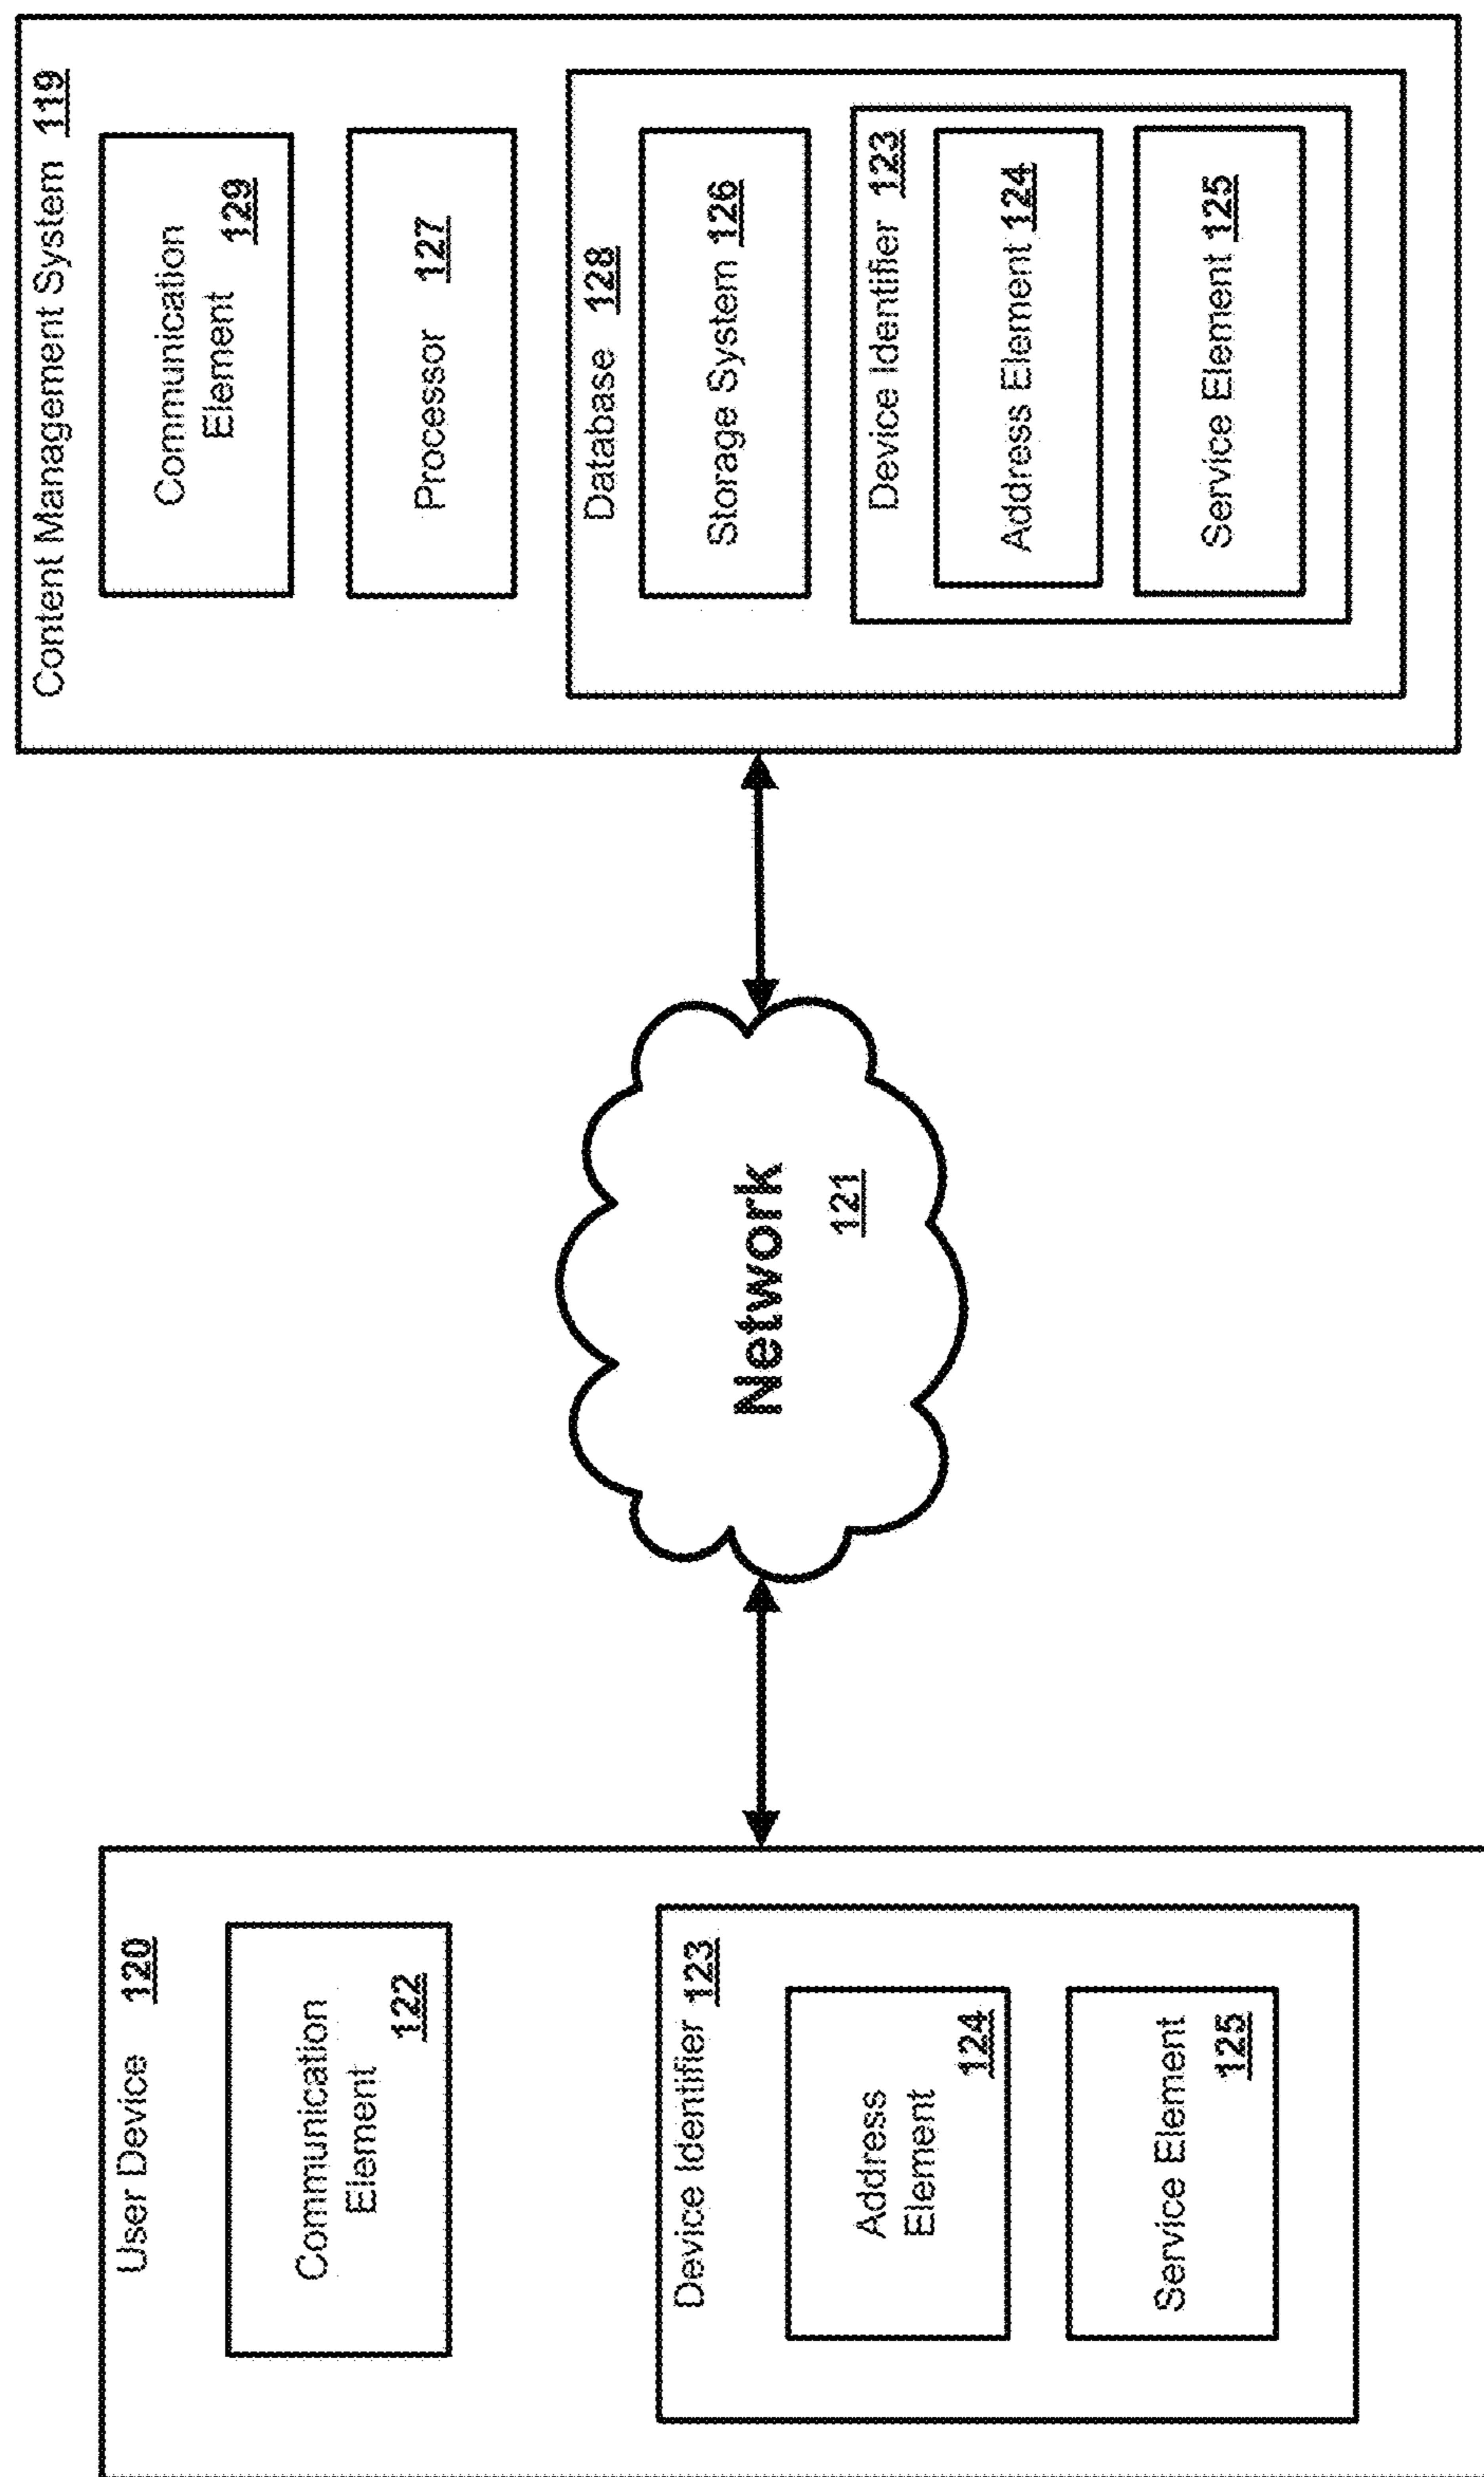 User Device 120
Communication
Element
122
Device Identifier 123
Address
Element
124
Service Element
125
Network
121
Content Management System 119
Communication
Element 129
Processor 127
Database 128
Storage System 126
Device Identifier 123
Address Element 124
Service Element 125